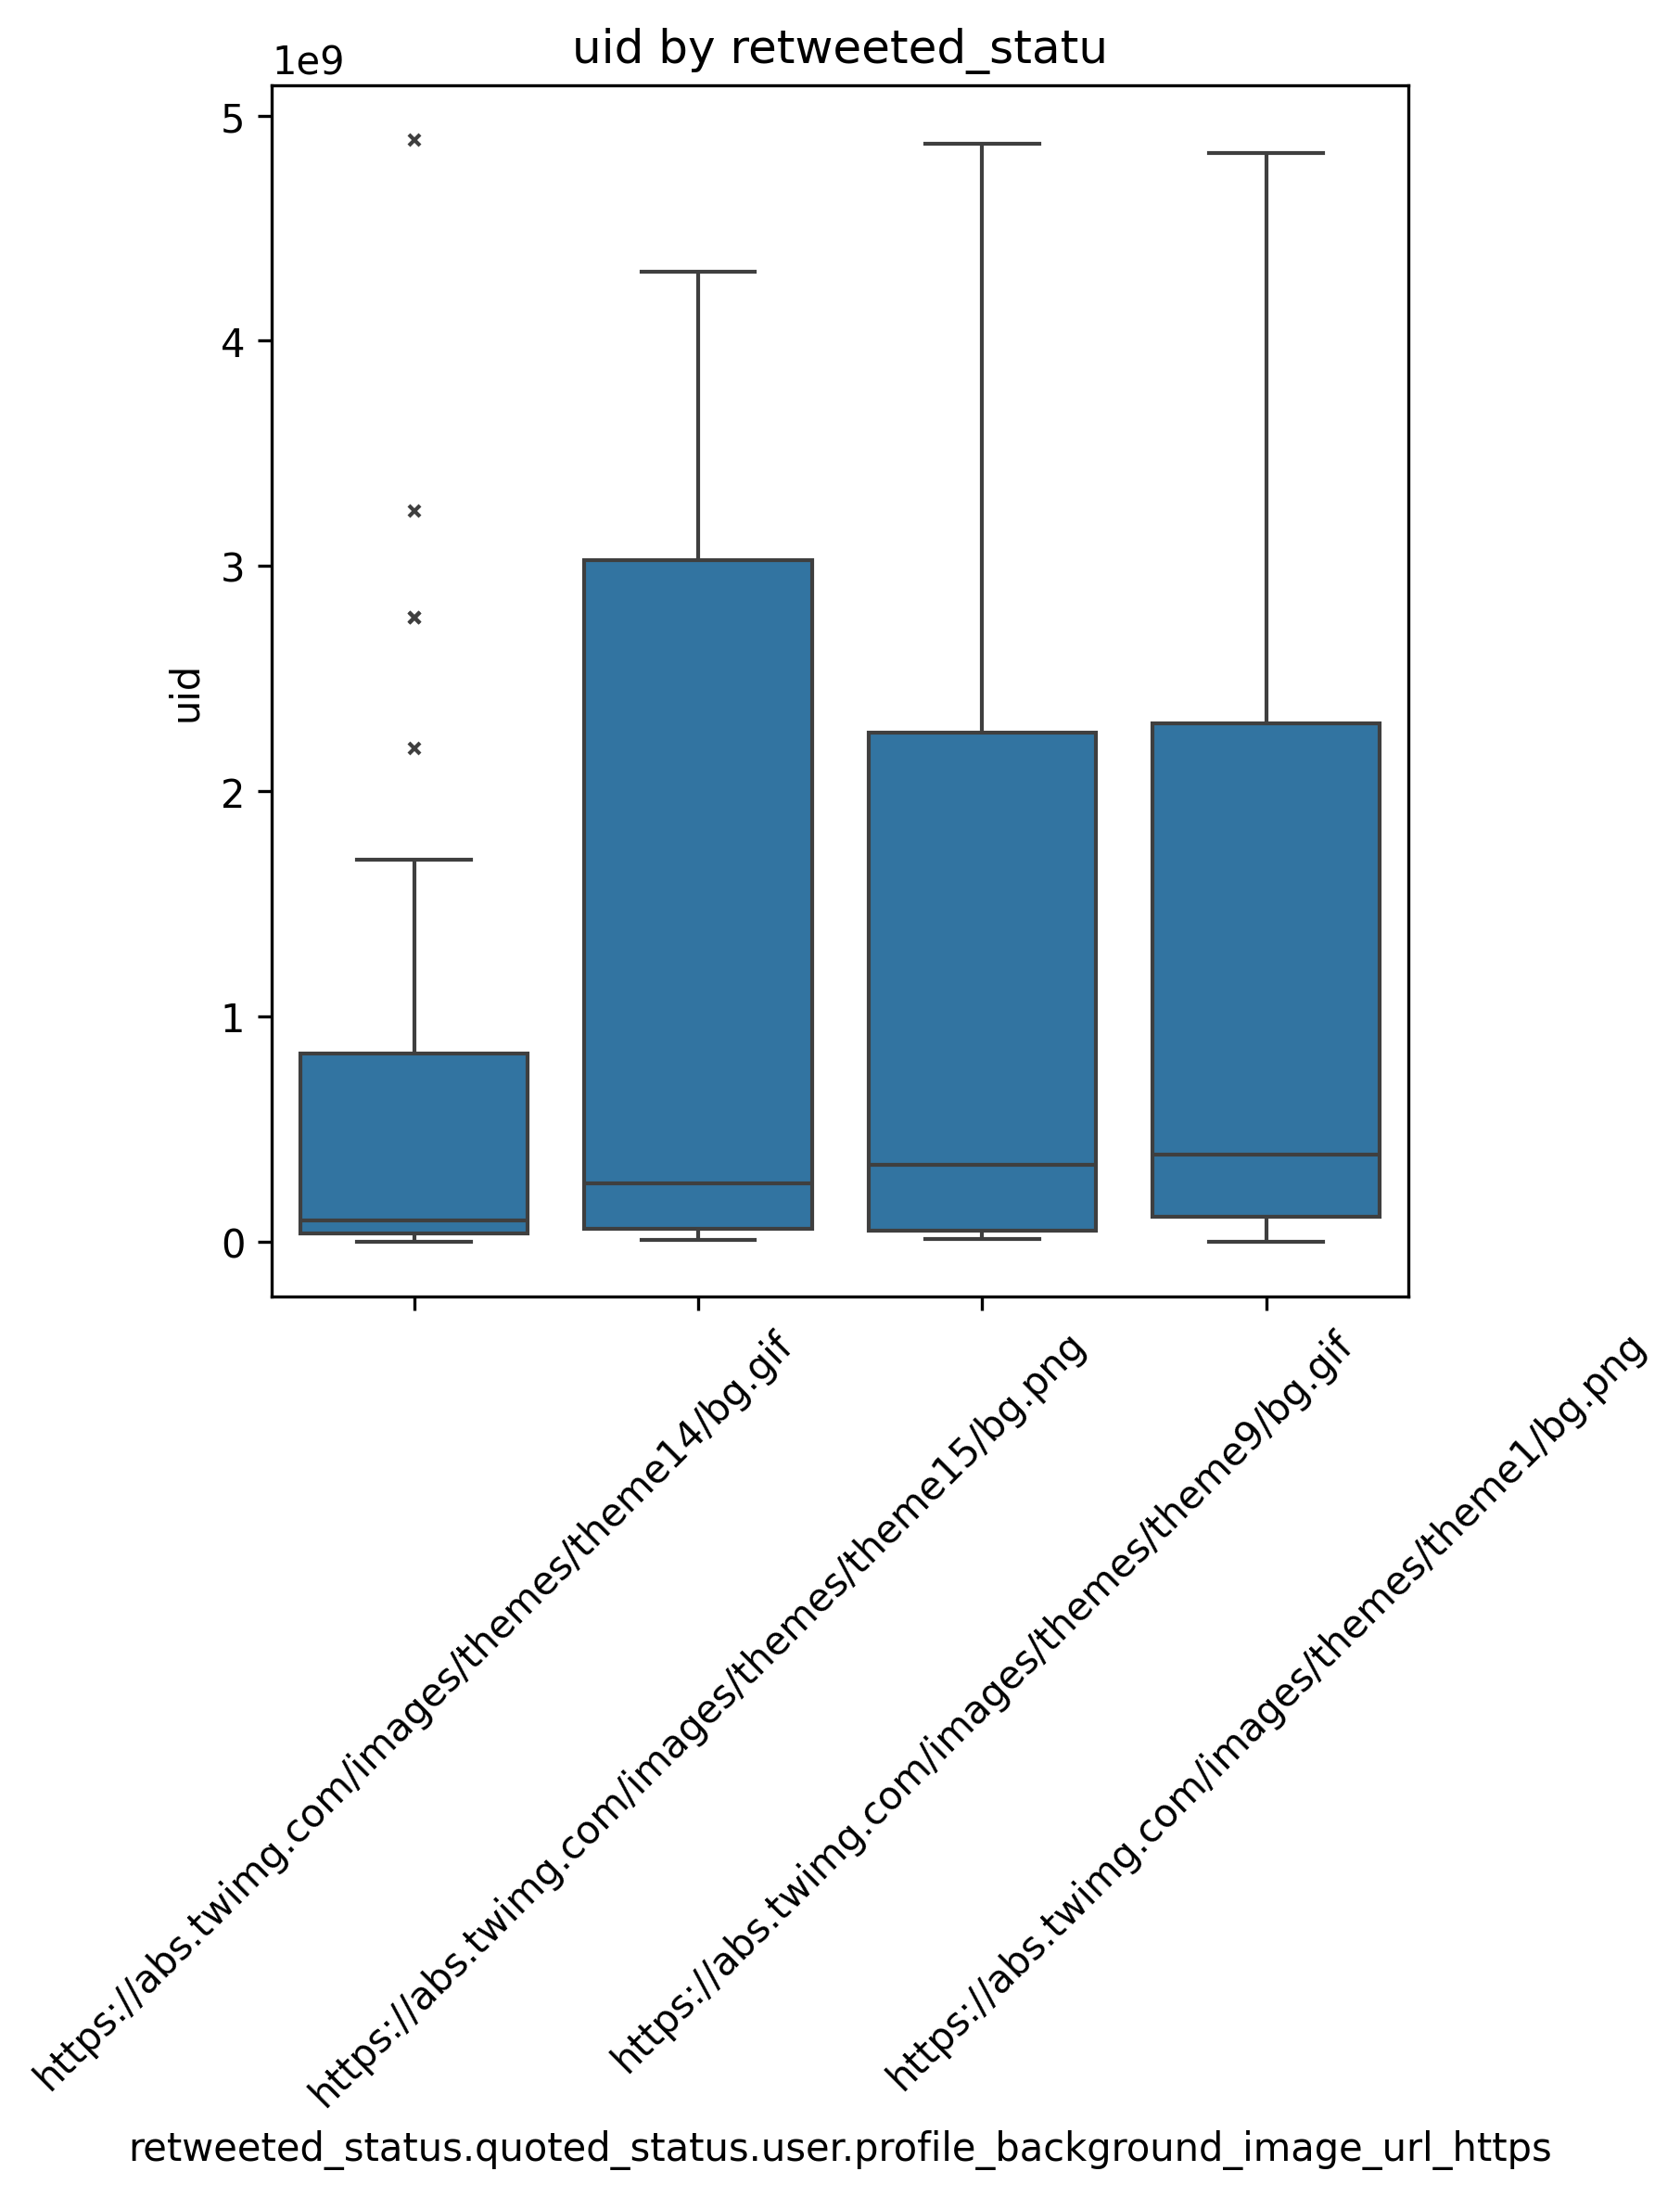 uid by retweeted_statu
1e9
5
4
3
2
1
0
uid
https://abs.twimg.com/images/themes/theme14/bg.gif
https://abs.twimg.com/images/themes/theme15/bg.png
https://abs.twimg.com/images/themes/theme9/bg.gif
https://abs.twimg.com/images/themes/theme1/bg.png
retweeted_status.quoted_status.user.profile_background_image_url_https